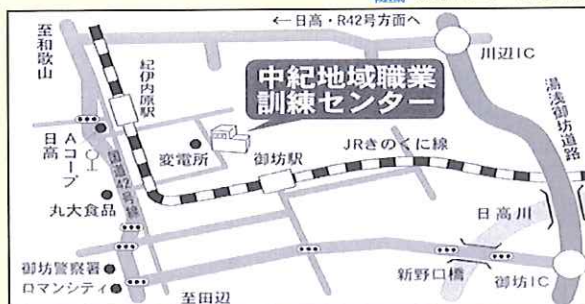 ←日高・R42号方面へ
至和歌山
川辺IC
紀伊内原駅
中紀地域職業
訓練センター
湯浅御坊道路
Aコープ
日高
国道42号線
変電所
御坊駅
JRきのくに線
丸大食品
日高川
御坊警察署
ロマンシティ
新野口橋
御坊IC
至田辺